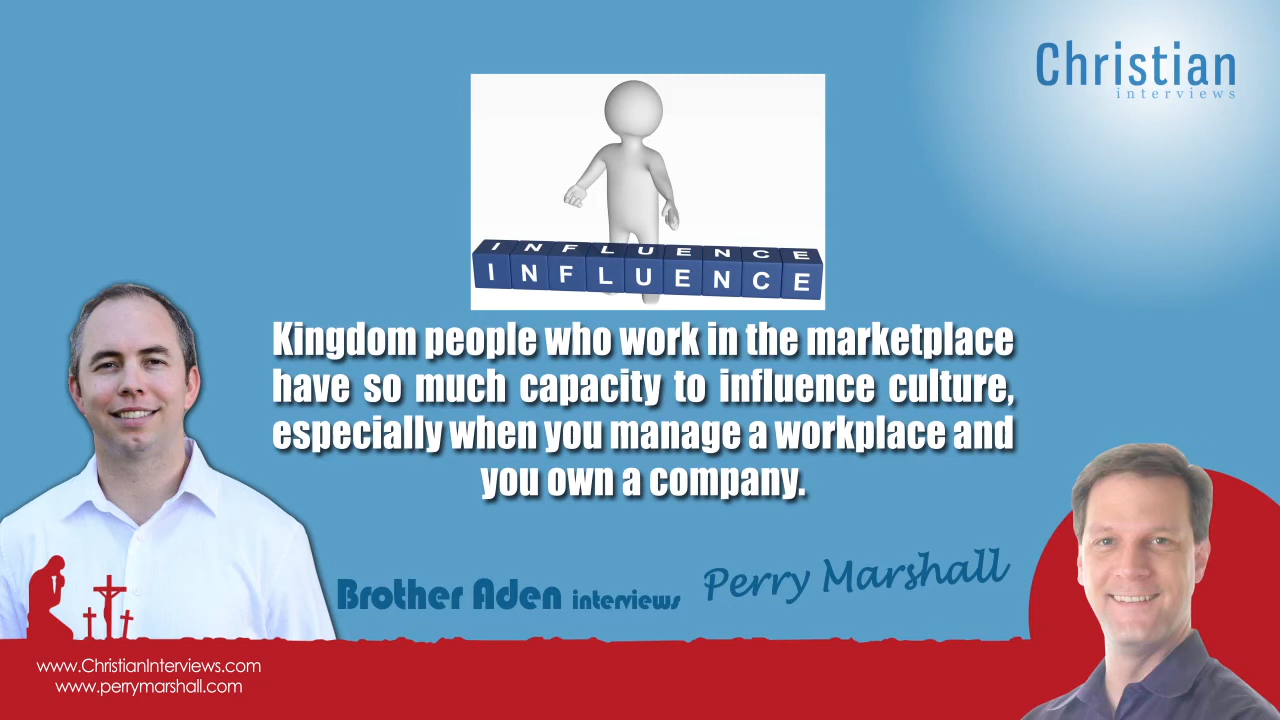 Christian
interviews
INFLUENCE
INFLUENCE
Kingdom people who work in the marketplace
have so much capacity to influence culture,
especially when you manage a workplace and
you own a company.
Brother Aden interviews Perry Marshall
www.ChristianInterviews.com
www.perrymarshall.com